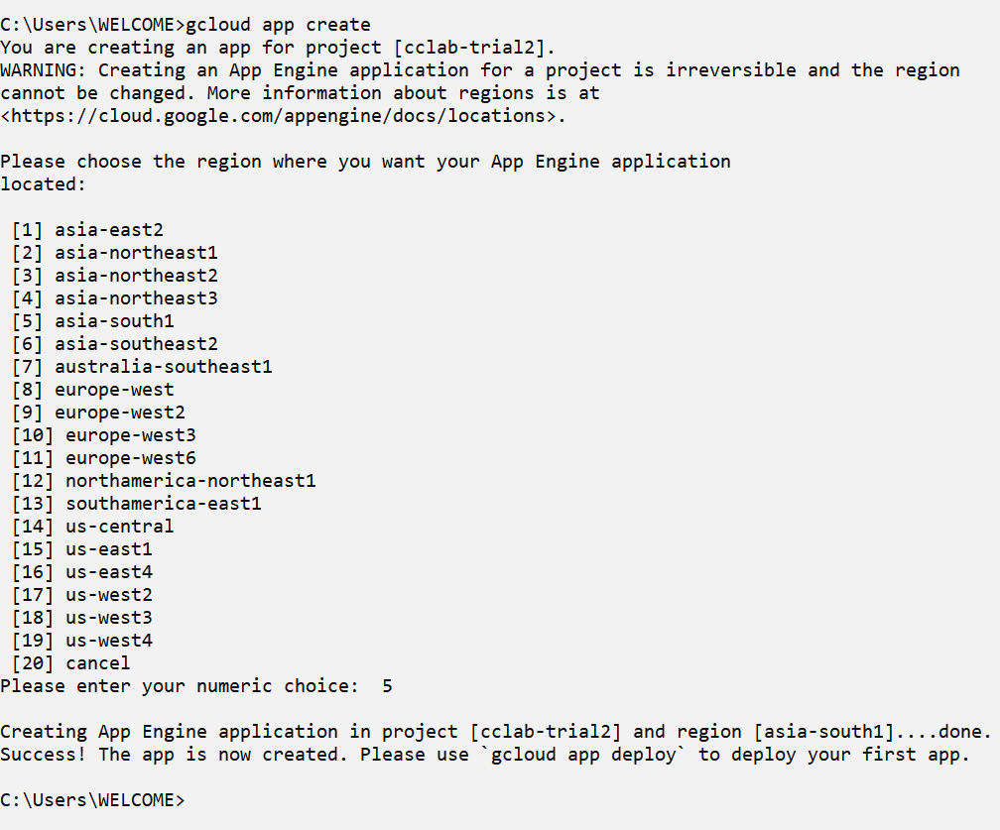 C:\Users\WELCOME>gcloud app create
You are creating an app for project [cclab-trial2].
WARNING: Creating an App Engine application for a project is irreversible and the region
cannot be changed. More information about regions is at
<https://cloud.google.com/appengine/docs/locations>.
Please choose the region where you want your App Engine application
located:
[1] asia-east2
[2] asia-northeast1
[3] asia-northeast2
[4] asia-northeast3
[5] asia-south1
[6] asia-southeast2
[7] australia-southeast1
[8] europe-west
[9] europe-west2
[10] europe-west3
[11] europe-west6
[12] northamerica-northeast1
[13] southamerica-east1
[14] us-central
[15] us-east1
[16] us-east4
[17] us-west2
[18] us-west3
[19] us-west4
[20] cancel
Please enter your numeric choice:  5
Creating App Engine application in project [cclab-trial2] and region [asia-south1]....done.
Success! The app is now created. Please use `gcloud app deploy` to deploy your first app.
C:\Users\WELCOME>